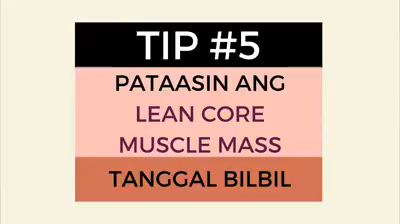 TIP #5
PATAASIN ANG
LEAN CORE
MUSCLE MASS
TANGGAL BILBIL